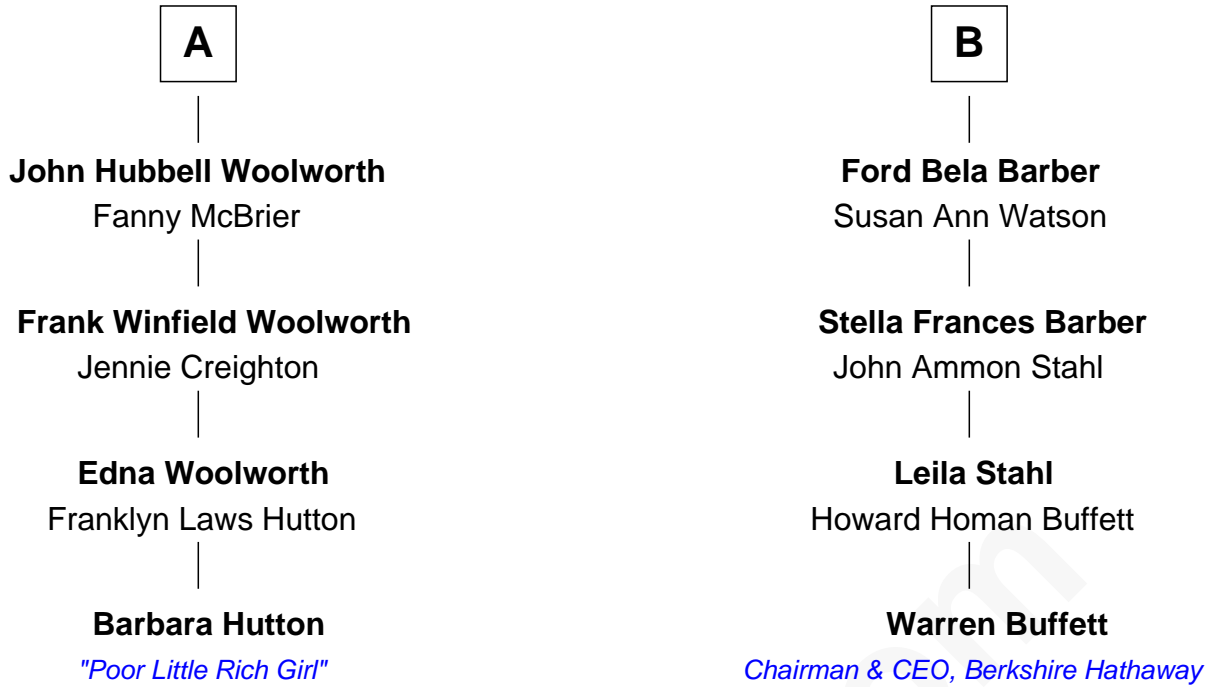 A
John Hubbell Woolworth
Fanny McBrier
Frank Winfield Woolworth
Jennie Creighton
Edna Woolworth
Franklyn Laws Hutton
Barbara Hutton
"Poor Little Rich Girl"
B
Ford Bela Barber
Susan Ann Watson
Stella Frances Barber
John Ammon Stahl
Leila Stahl
Howard Homan Buffett
Warren Buffett
Chairman & CEO, Berkshire Hathaway